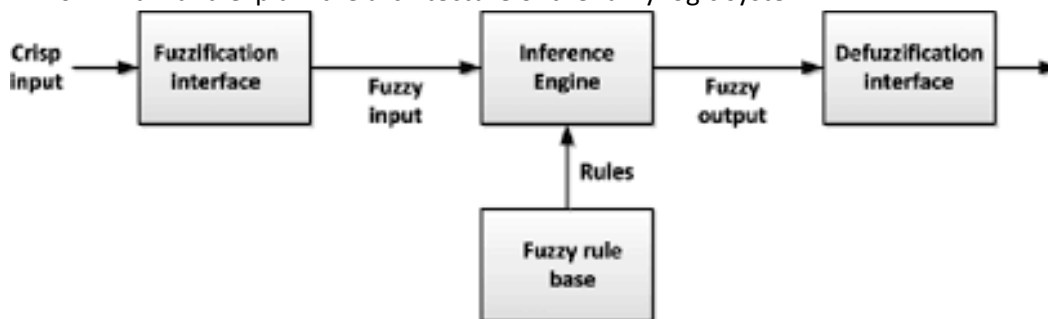 Crisp
input
Fuzzification
interface
Fuzzy
input
Inference
Engine
Fuzzy
output
Defuzzification
interface
Rules
Fuzzy rule
base